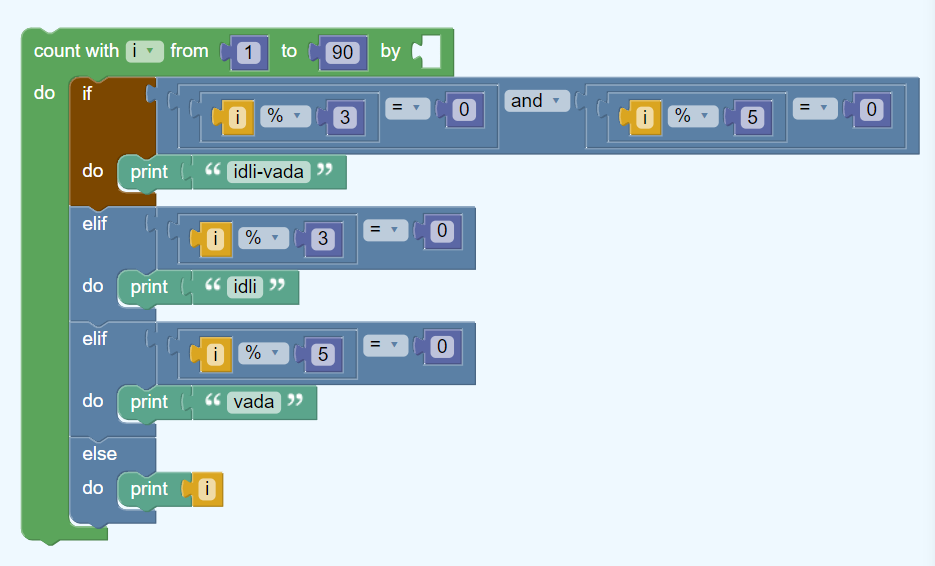 count with i from 1 to 90 by
do if i % 3 = 0 and i % 5 = 0
do print “ idli-vada ”
elif i % 3 = 0
do print “ idli ”
elif i % 5 = 0
do print “ vada ”
else
do print i